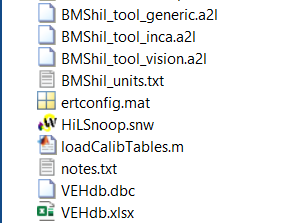 BMShil_tool_generic.a2l
BMShil_tool_inca.a2l
BMShil_tool_vision.a2l
BMShil_units.txt
ertconfig.mat
HiLSnoop.snw
loadCalibTables.m
notes.txt
VEHdb.dbc
VEHdb.xlsx